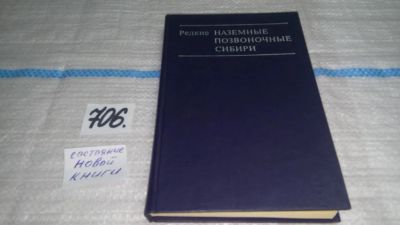 Редкие НАЗЕМНЫЕ
ПОЗВОНОЧНЫЕ
СИБИРИ
706.
состояние
новой
книги